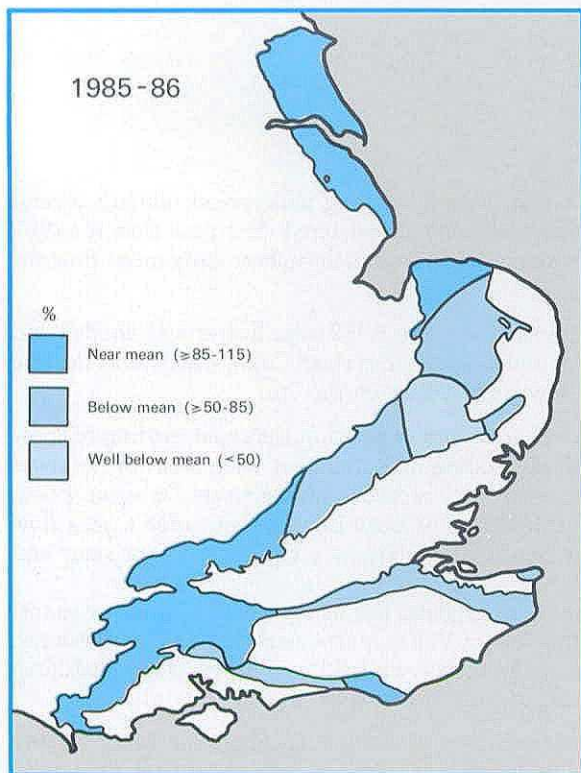 1985-86
%
Near mean (≥85-115)
Below mean (≥50-85)
Well below mean (<50)